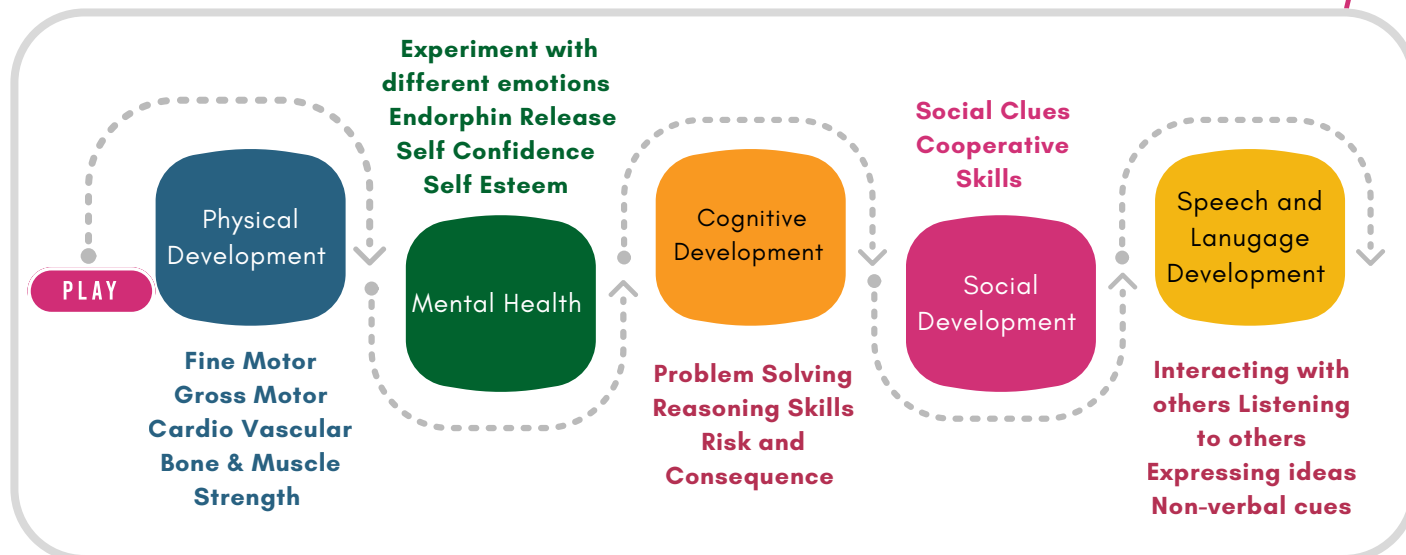 PLAY
Physical
Development
Fine Motor
Gross Motor
Cardio Vascular
Bone & Muscle
Strength
Experiment with
different emotions
Endorphin Release
Self Confidence
Self Esteem
Mental Health
Cognitive
Development
Problem Solving
Reasoning Skills
Risk and
Consequence
Social Clues
Cooperative
Skills
Social
Development
Speech and
Lanugage
Development
Interacting with
others Listening
to others
Expressing ideas
Non-verbal cues